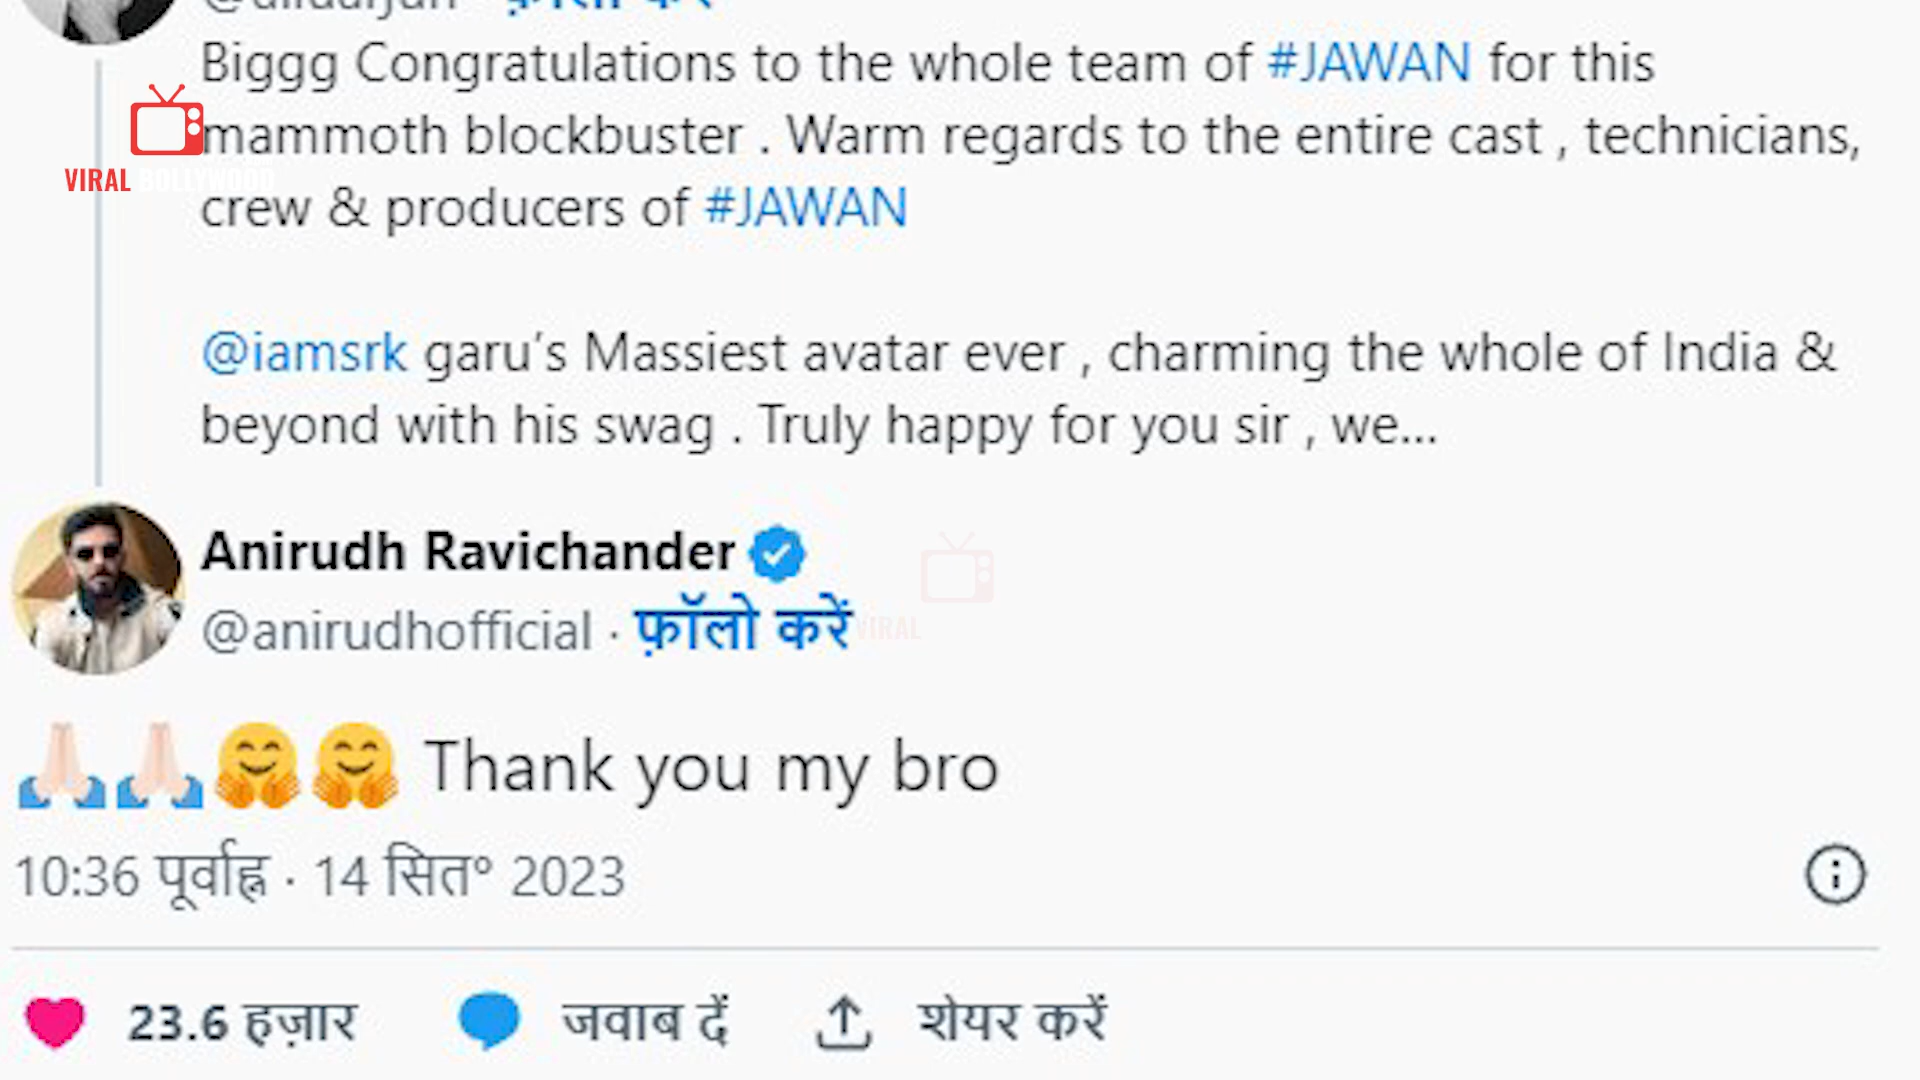 Biggg Congratulations to the whole team of #JAWAN for this
mammoth blockbuster . Warm regards to the entire cast , technicians,
VIRAL BOLLYWOOD
crew & producers of #JAWAN
@iamsrk garu’s Massiest avatar ever , charming the whole of India &
beyond with his swag . Truly happy for you sir , we...
Anirudh Ravichander
@anirudhofficial · फ़ॉलो करें
VIRAL
🙏🏻🙏🏻🤗🤗 Thank you my bro
10:36 पूर्वाह्न · 14 सित॰ 2023
23.6 हज़ार जवाब दें शेयर करें